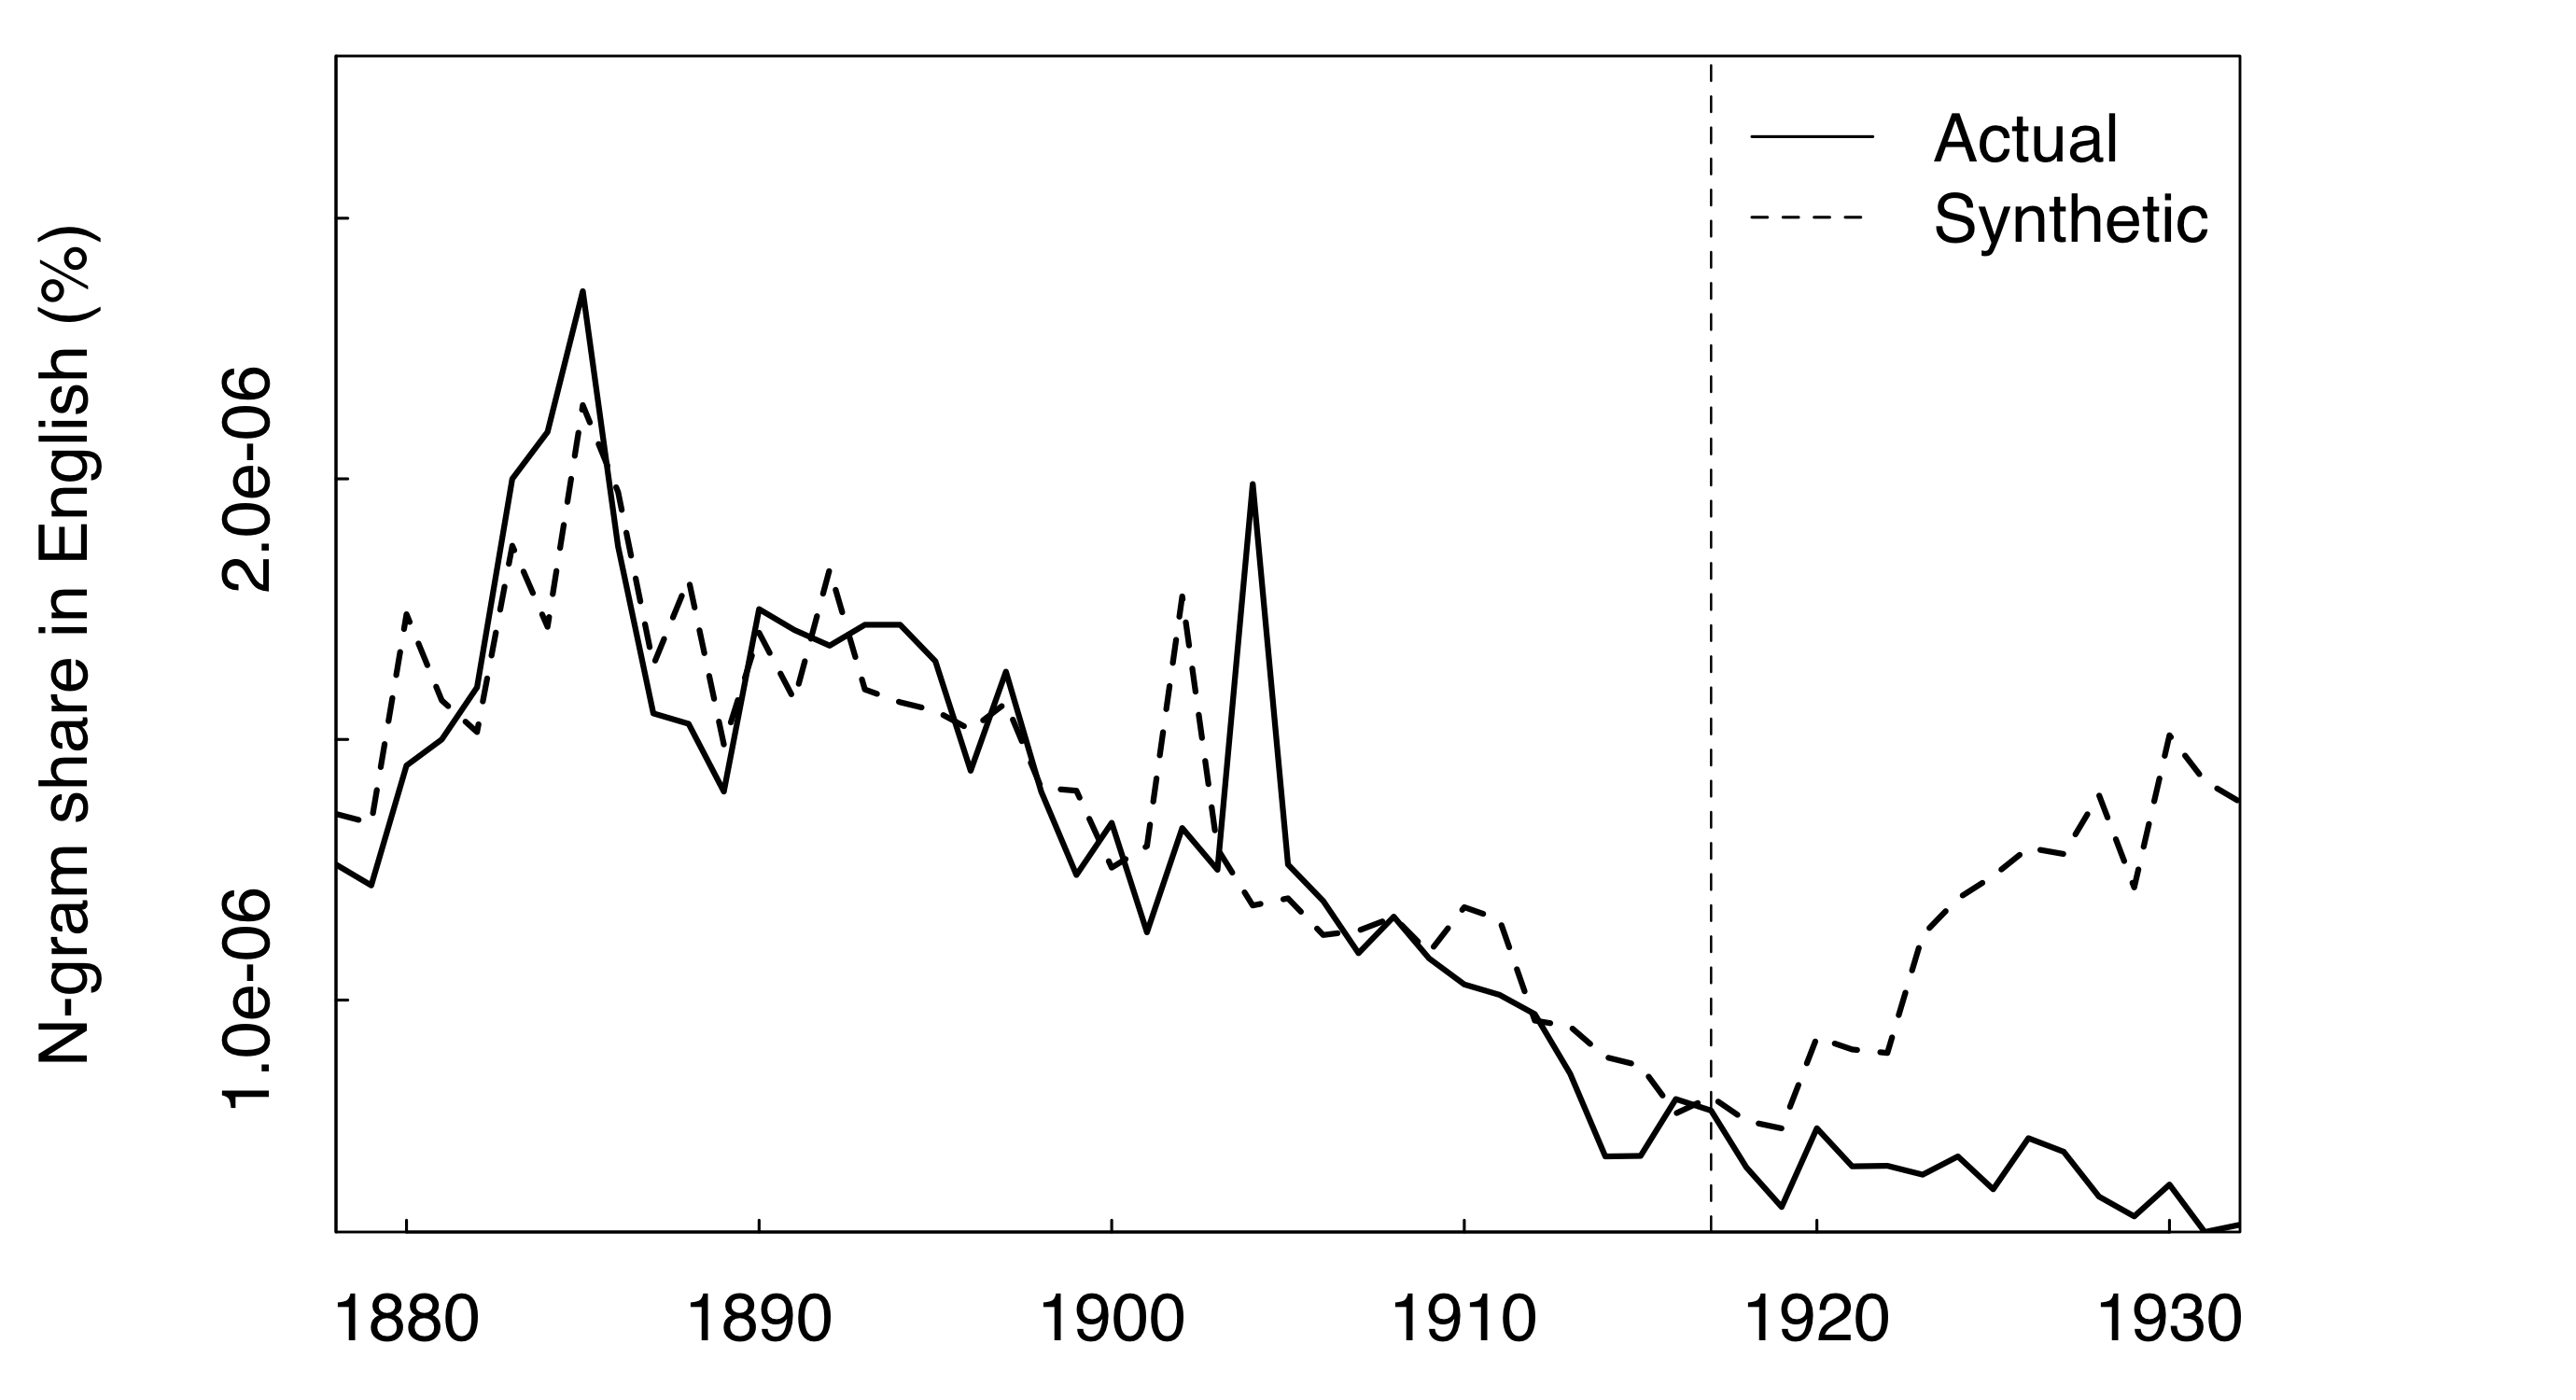 Actual
Synthetic
N-gram share in English (%)
2.0e-06
1.0e-06
1880 1890 1900 1910 1920 1930